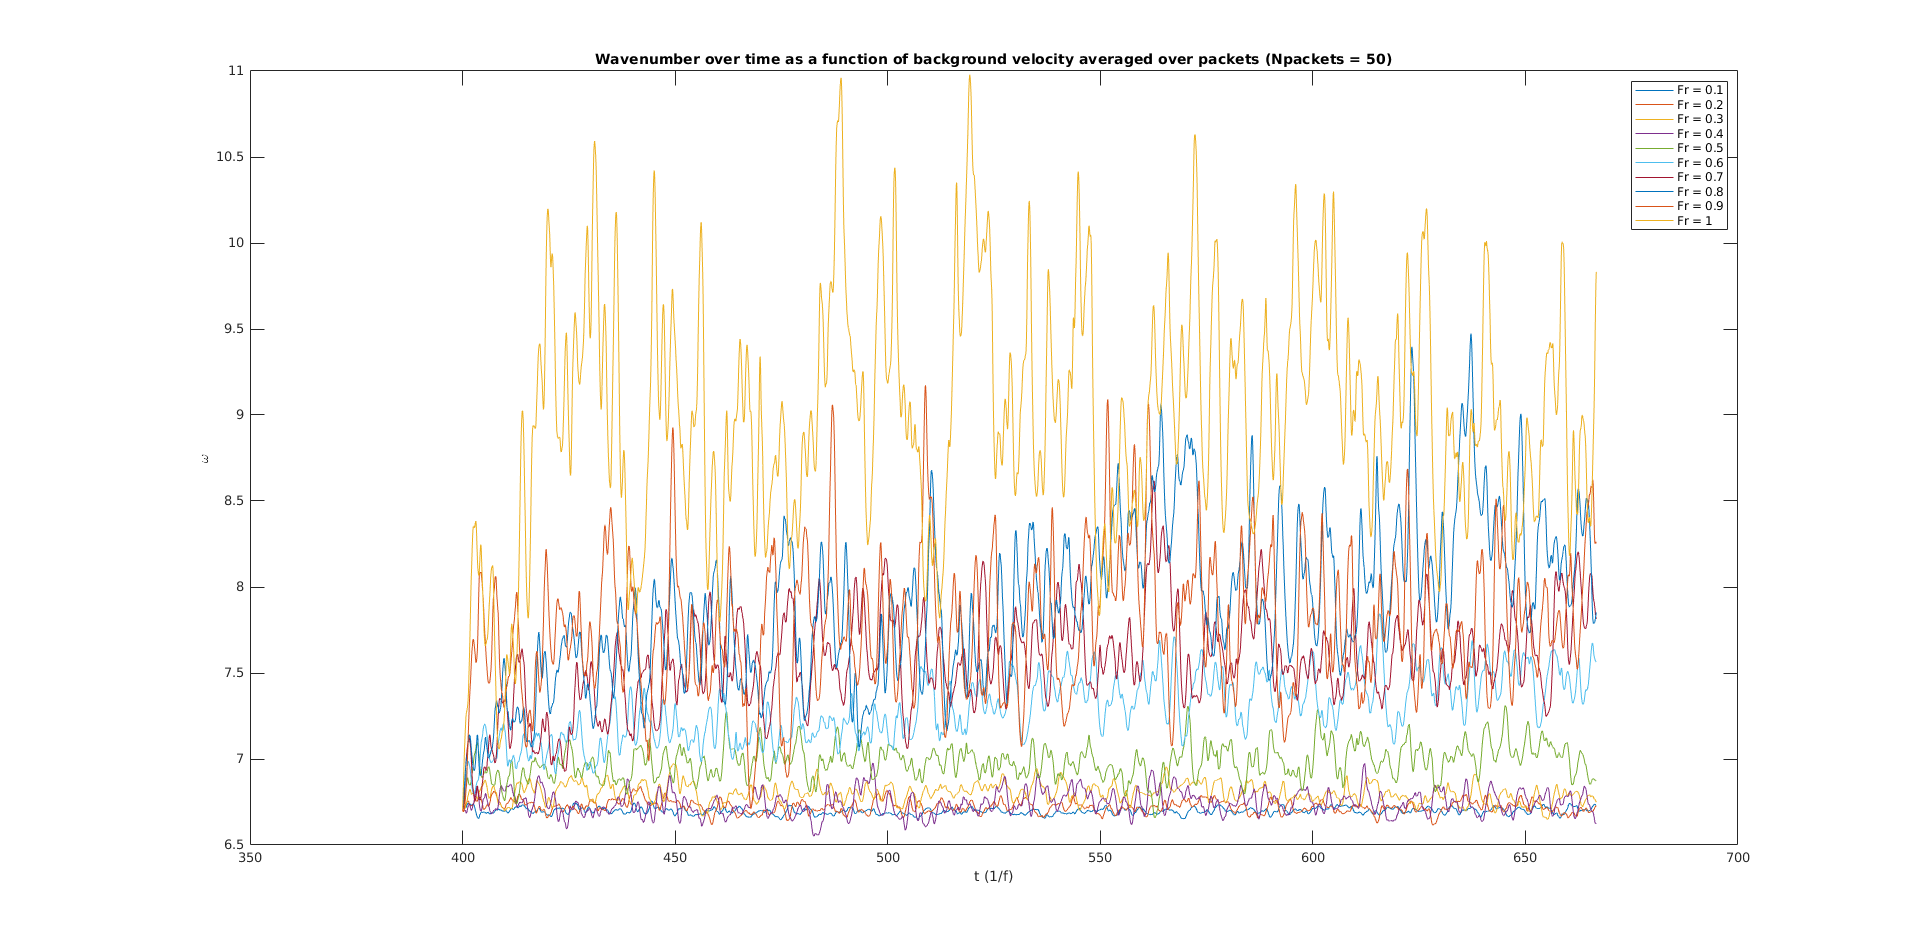 Wavenumber over time as a function of background velocity averaged over packets (Npackets = 50)
11
10.5
10
9.5
9
8.5
8
7.5
7
6.5
ω
350
400
450
500
550
600
650
700
t (1/f)
Fr = 0.1
Fr = 0.2
Fr = 0.3
Fr = 0.4
Fr = 0.5
Fr = 0.6
Fr = 0.7
Fr = 0.8
Fr = 0.9
Fr = 1